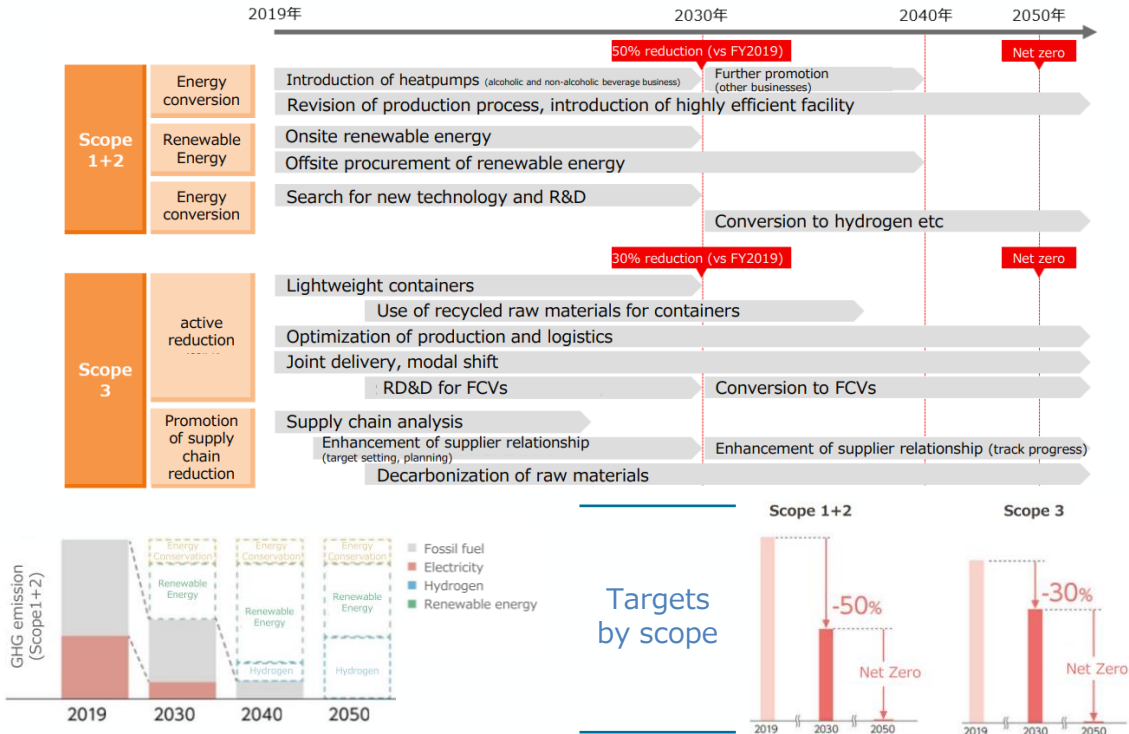 2019年
2030年
2040年
2050年
50% reduction (vs FY2019)
Net zero
Scope
1+2
Energy
conversion
Introduction of heatpumps (alcoholic and non-alcoholic beverage business)
Further promotion
(other businesses)
Revision of production process, introduction of highly efficient facility
Renewable
Energy
Onsite renewable energy
Offsite procurement of renewable energy
Energy
conversion
Search for new technology and R&D
Conversion to hydrogen etc
30% reduction (vs FY2019)
Net zero
Scope
3
active
reduction
Lightweight containers
Use of recycled raw materials for containers
Optimization of production and logistics
Joint delivery, modal shift
RD&D for FCVs
Conversion to FCVs
Promotion
of supply
chain
reduction
Supply chain analysis
Enhancement of supplier relationship
(target setting, planning)
Enhancement of supplier relationship (track progress)
Decarbonization of raw materials
GHG emission
(Scope1+2)
Energy
Conservation
Renewable
Energy
Energy
Conservation
Renewable
Energy
Hydrogen
Energy
Conservation
Renewable
Energy
Hydrogen
2019
2030
2040
2050
Fossil fuel
Electricity
Hydrogen
Renewable energy
Targets
by scope
Scope 1+2
-50%
Net Zero
2019
2030
2050
Scope 3
-30%
Net Zero
2019
2030
2050